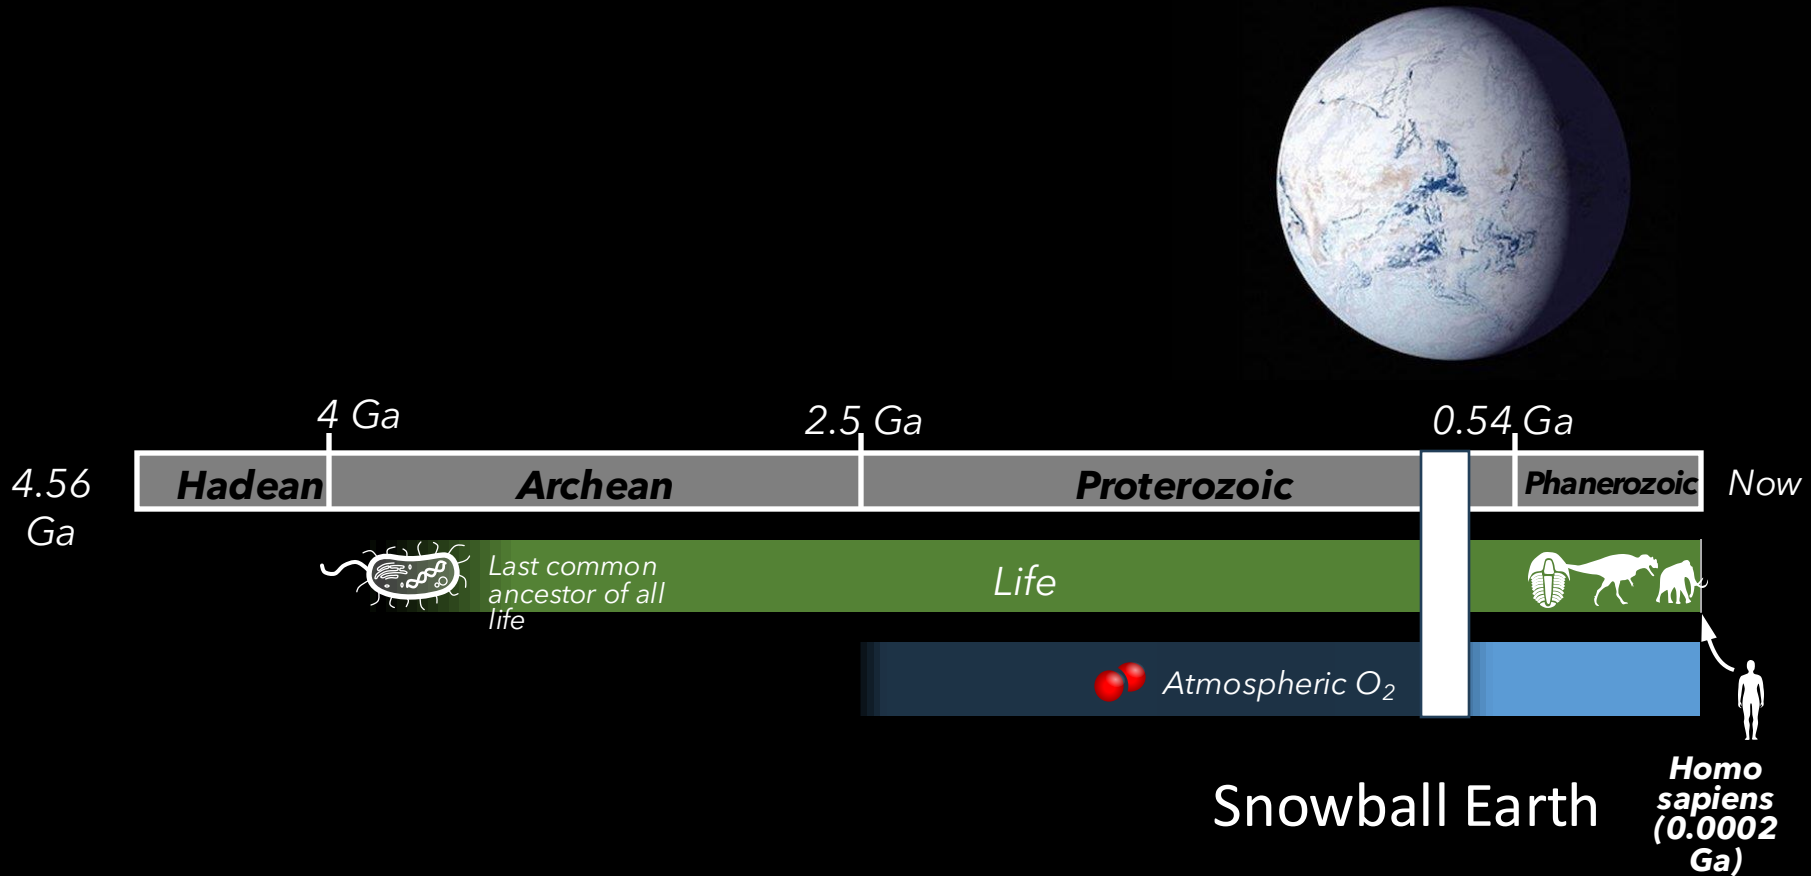 4 Ga
2.5 Ga
0.54 Ga
4.56
Ga
Hadean
Archean
Proterozoic
Phanerozoic
Now
Last common
ancestor of all
life
Life
Atmospheric O₂
Snowball Earth
Homo
sapiens
(0.0002
Ga)